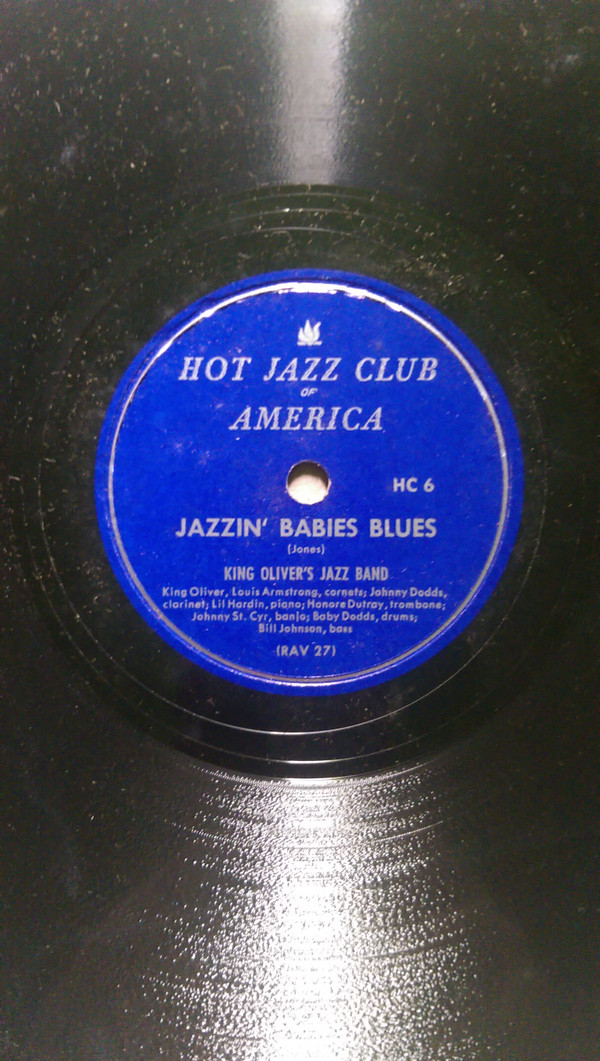 HOT JAZZ CLUB
OF
AMERICA
HC 6
JAZZIN' BABIES BLUES
(Jones)
KING OLIVER'S JAZZ BAND
King Oliver, Louis Armstrong, cornets; Johnny Dodds,
clarinet; Lil Hardin, piano; Honore Dutray, trombone;
Johnny St. Cyr, banjo; Baby Dodds, drums;
Bill Johnson, bass
(RAV 27)